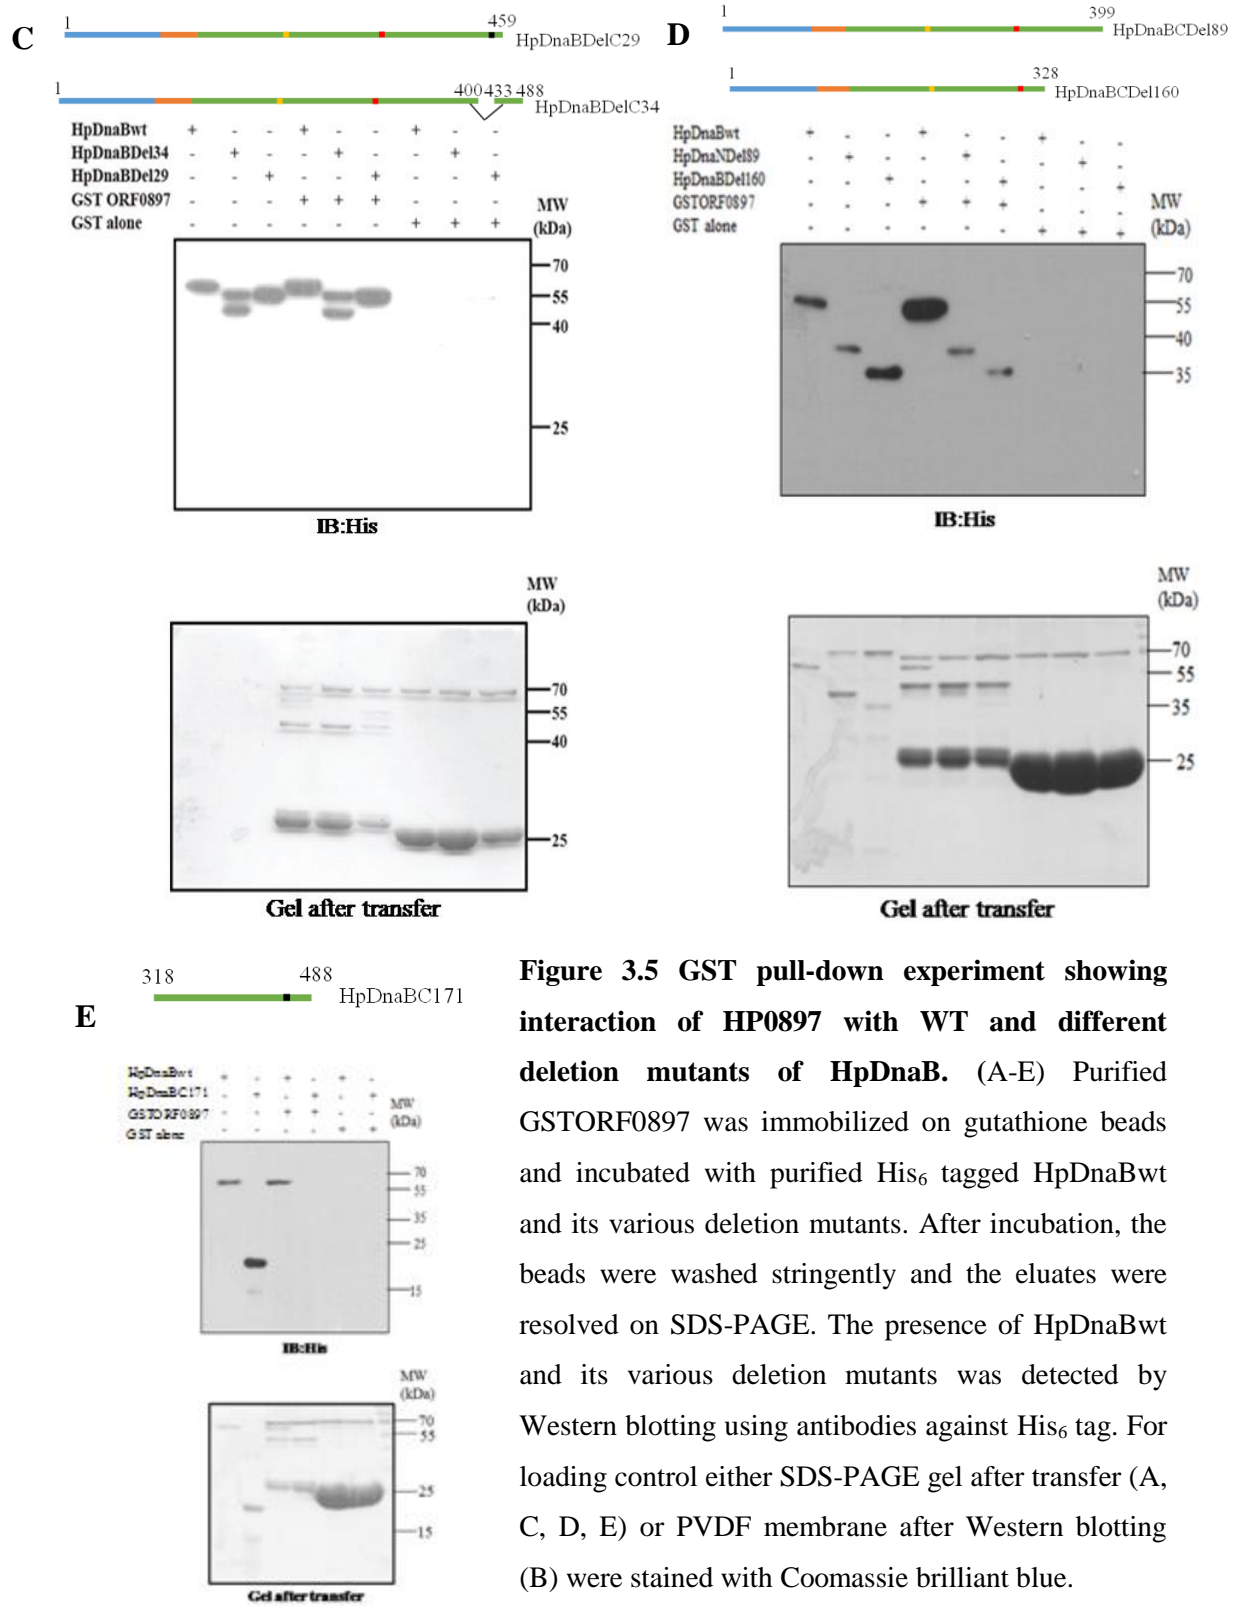 C
1 459
HpDnaBDelC29
1 400 433 488
HpDnaBDelC34
HpDnaBwt + - - + - - + - -
HpDnaBDel34 - + - - + - - + -
HpDnaBDel29 - - + - - + - - +
GST ORF0897 - - - + + + - - -
GST alone - - - - - - + + +
MW
(kDa)
70
55
40
25
IB:His
MW
(kDa)
70
55
40
25
Gel after transfer
D
1 399
HpDnaBCDel89
1 328
HpDnaBCDel160
HpDnaBwt + - - + - - + - -
HpDnaNDel89 - + - - + - - + -
HpDnaBDel160 - - + - - + - - +
GSTORF0897 - - - + + + - - -
GST alone - - - - - - + + +
MW
(kDa)
70
55
40
35
IB:His
MW
(kDa)
70
55
35
25
Gel after transfer
E
318 488
HpDnaBC171
HpDnaBwt + - + - + -
HpDnaBC171 - + - + - +
GSTORF0897 - - + + - -
GST alone - - - - + +
MW
(kDa)
70
55
35
25
15
IB:His
MW
(kDa)
70
55
25
15
Gel after transfer
Figure 3.5 GST pull-down experiment showing
interaction of HP0897 with WT and different
deletion mutants of HpDnaB. (A-E) Purified
GSTORF0897 was immobilized on gutathione beads
and incubated with purified His₆ tagged HpDnaBwt
and its various deletion mutants. After incubation, the
beads were washed stringently and the eluates were
resolved on SDS-PAGE. The presence of HpDnaBwt
and its various deletion mutants was detected by
Western blotting using antibodies against His₆ tag. For
loading control either SDS-PAGE gel after transfer (A,
C, D, E) or PVDF membrane after Western blotting
(B) were stained with Coomassie brilliant blue.